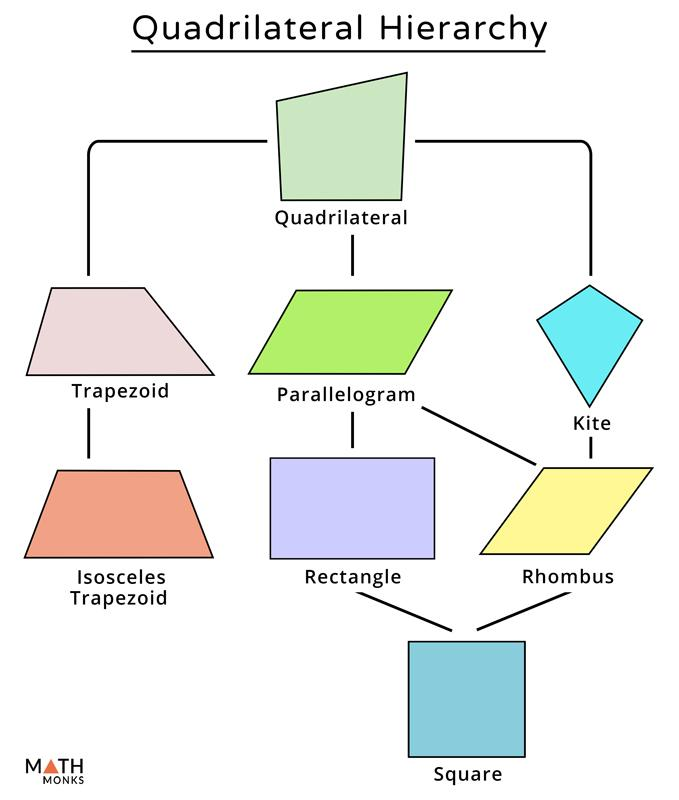 Quadrilateral Hierarchy
Quadrilateral
Trapezoid
Parallelogram
Kite
Isosceles
Trapezoid
Rectangle
Rhombus
Square
MATH
MONKS